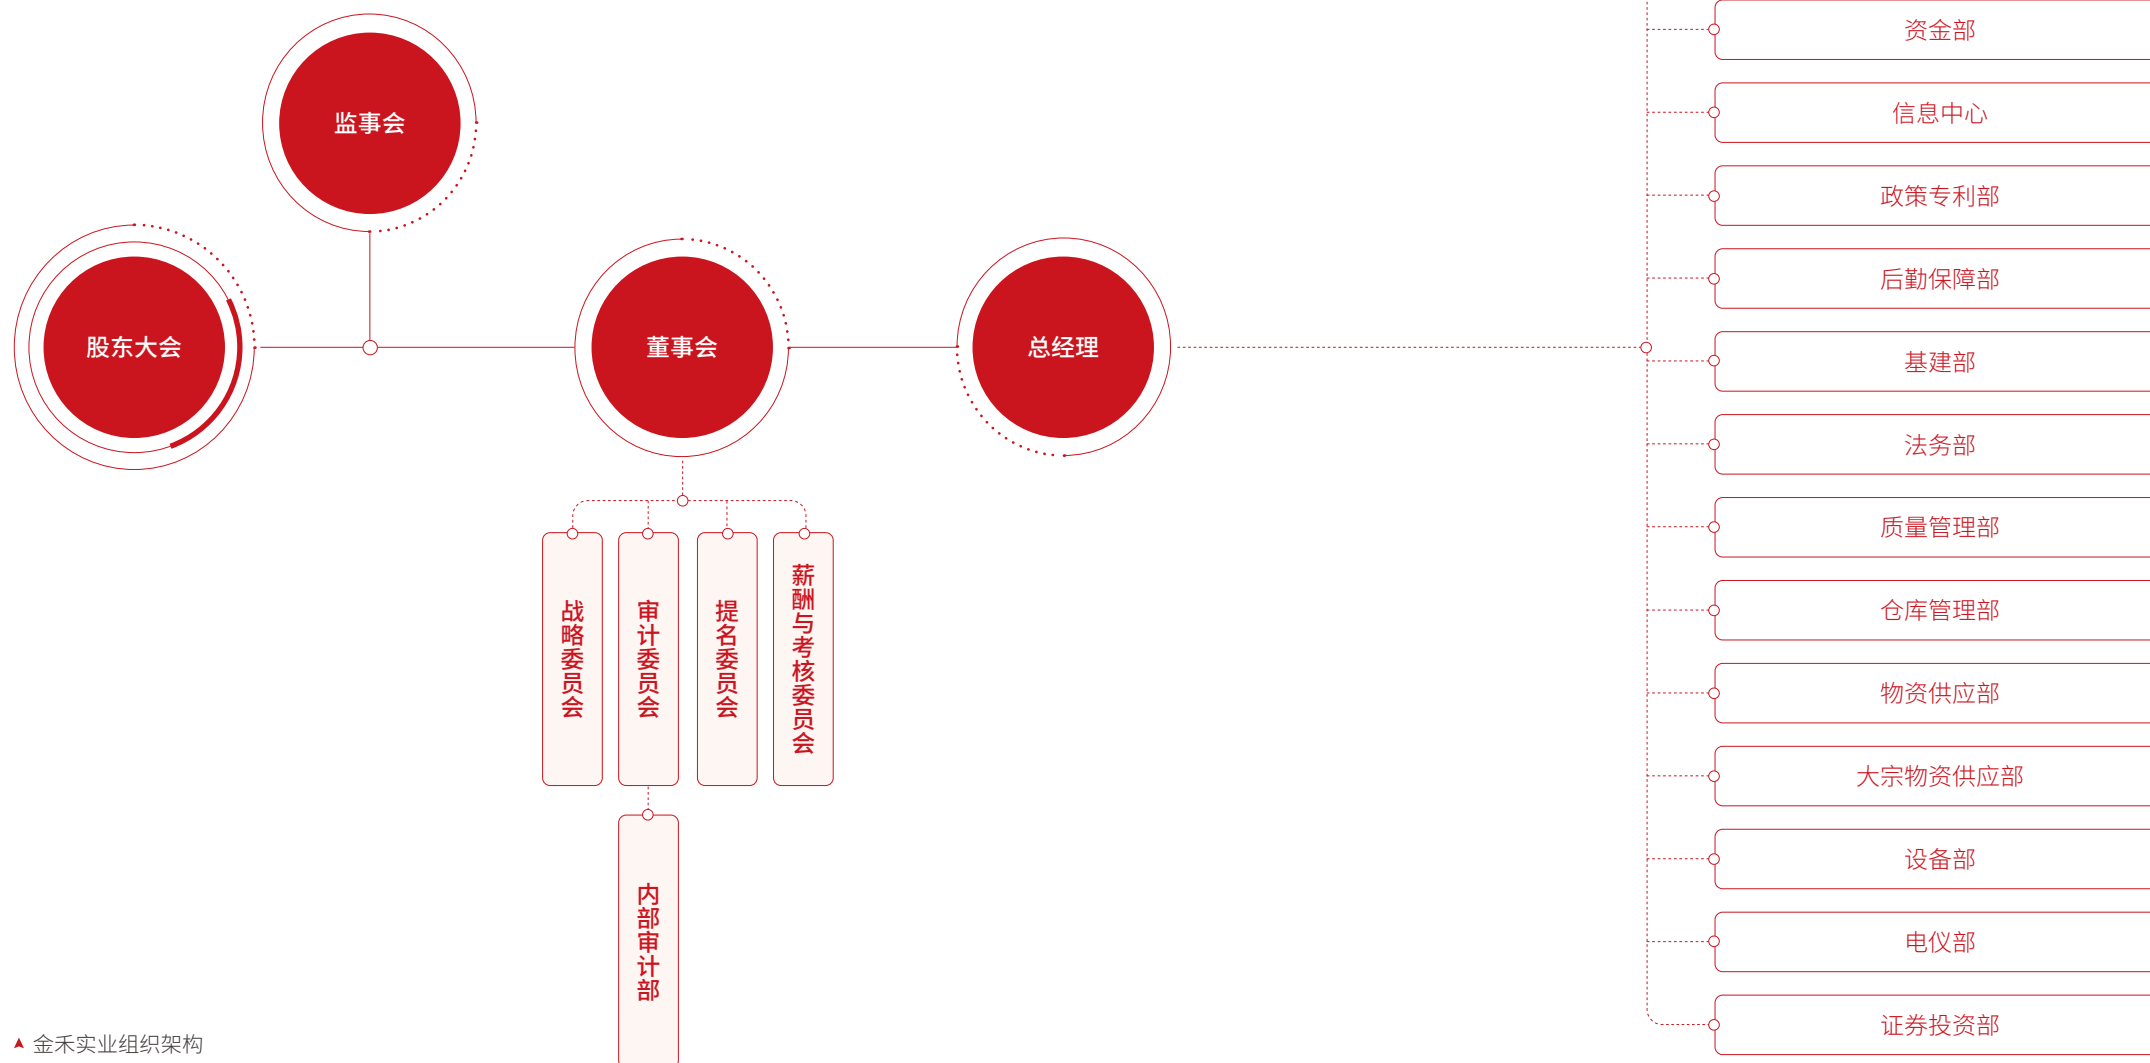 监事会
股东大会
董事会
总经理
战略委员会
审计委员会
提名委员会
薪酬与考核委员会
内部审计部
资金部
信息中心
政策专利部
后勤保障部
基建部
法务部
质量管理部
仓库管理部
物资供应部
大宗物资供应部
设备部
电仪部
证券投资部
金禾实业组织架构